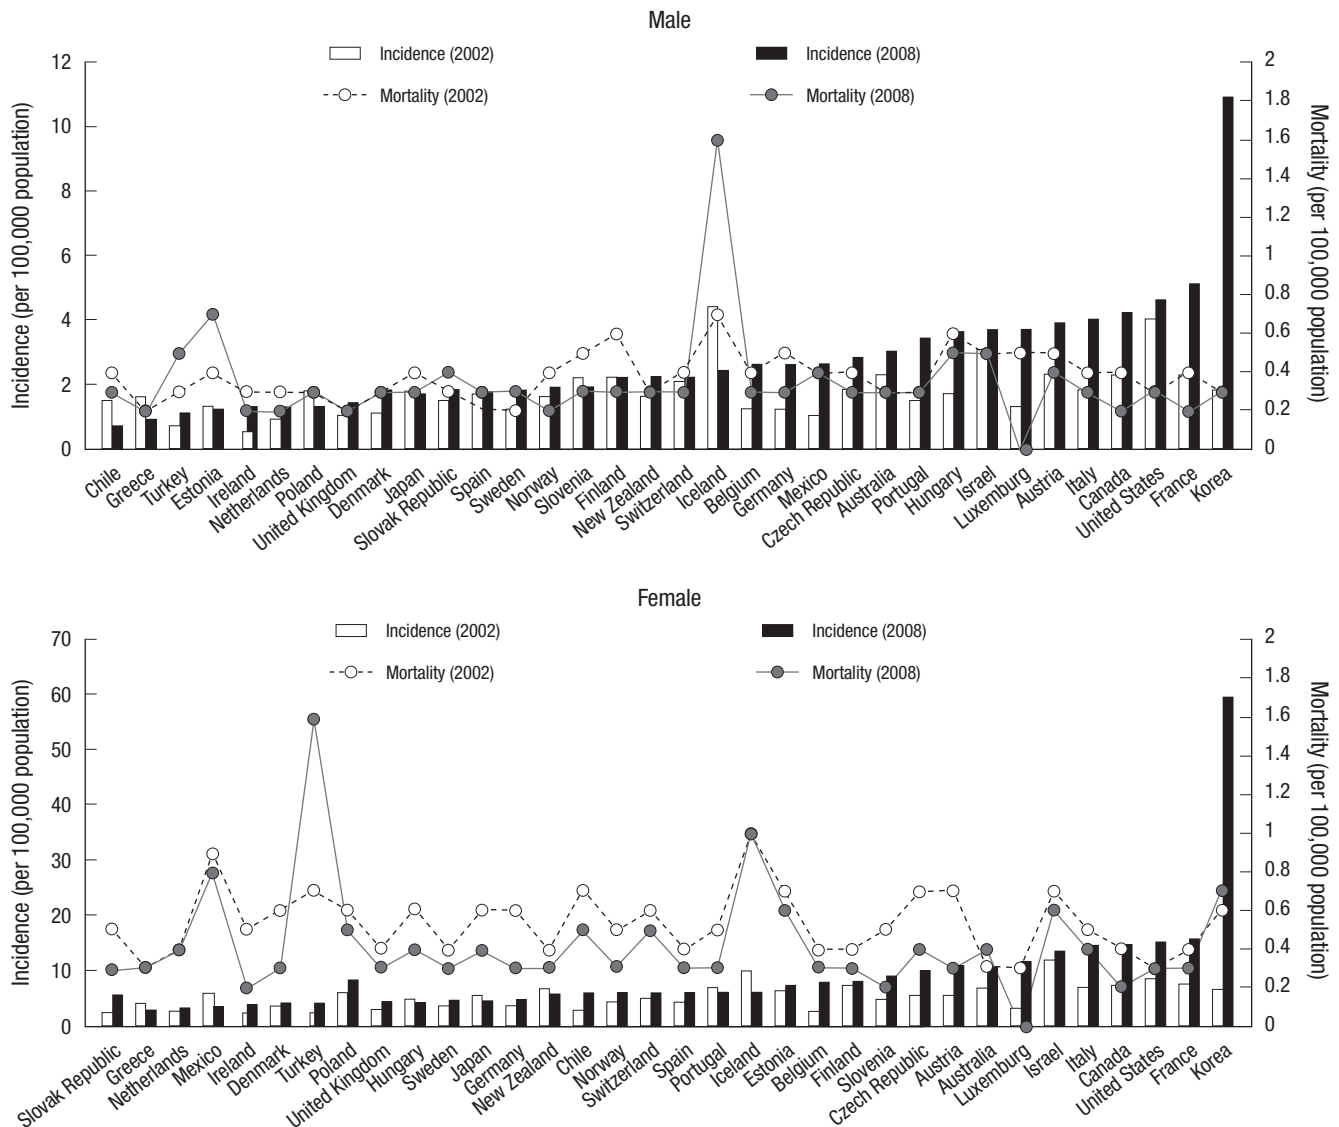 Male
Incidence (2002)
Incidence (2008)
Mortality (2002)
Mortality (2008)
Incidence (per 100,000 population)
12
10
8
6
4
2
0
Mortality (per 100,000 population)
2
1.8
1.6
1.4
1.2
1
0.8
0.6
0.4
0.2
0
Chile
Greece
Turkey
Estonia
Ireland
Netherlands
Poland
United Kingdom
Denmark
Japan
Slovak Republic
Spain
Sweden
Norway
Slovenia
Finland
New Zealand
Switzerland
Iceland
Belgium
Germany
Mexico
Czech Republic
Australia
Portugal
Hungary
Israel
Luxemburg
Austria
Italy
Canada
United States
France
Korea
Female
Incidence (2002)
Incidence (2008)
Mortality (2002)
Mortality (2008)
Incidence (per 100,000 population)
70
60
50
40
30
20
10
0
Mortality (per 100,000 population)
2
1.8
1.6
1.4
1.2
1
0.8
0.6
0.4
0.2
0
Slovak Republic
Greece
Netherlands
Mexico
Ireland
Denmark
Turkey
Poland
United Kingdom
Hungary
Sweden
Japan
Germany
New Zealand
Chile
Norway
Switzerland
Spain
Portugal
Iceland
Estonia
Belgium
Finland
Slovenia
Czech Republic
Austria
Australia
Luxemburg
Israel
Italy
Canada
United States
France
Korea